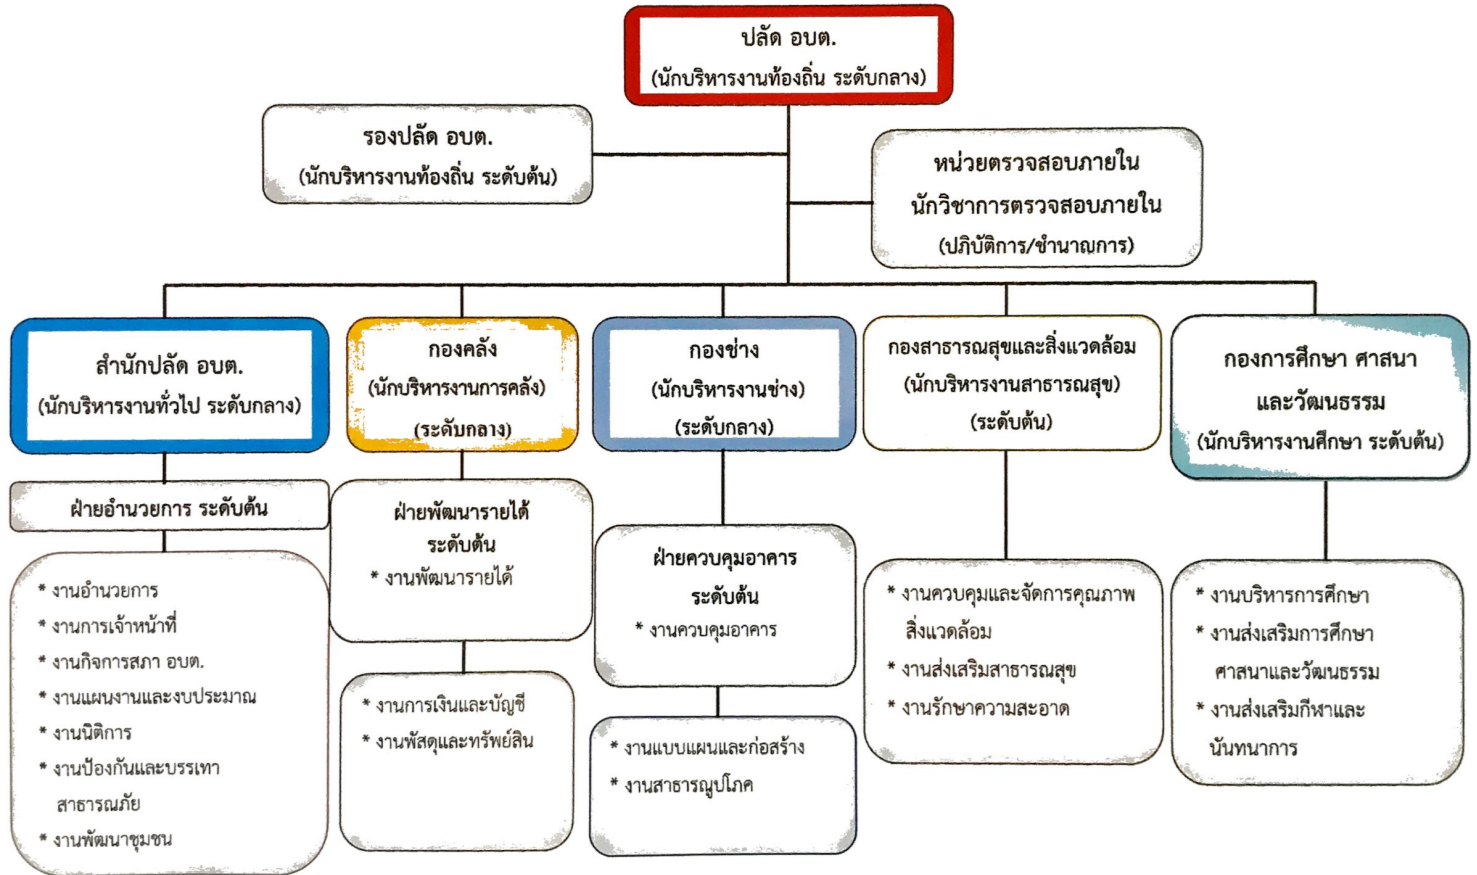 ปลัด อบต.
(นักบริหารงานท้องถิ่น ระดับกลาง)
รองปลัด อบต.
(นักบริหารงานท้องถิ่น ระดับต้น)
หน่วยตรวจสอบภายใน
นักวิชาการตรวจสอบภายใน
(ปฏิบัติการ/ชำนาญการ)
สำนักปลัด อบต.
(นักบริหารงานทั่วไป ระดับกลาง)
ฝ่ายอำนวยการ ระดับต้น
* งานอำนวยการ
* งานการเจ้าหน้าที่
* งานกิจการสภา อบต.
* งานแผนงานและงบประมาณ
* งานนิติการ
* งานป้องกันและบรรเทา
สาธารณภัย
* งานพัฒนาชุมชน
กองคลัง
(นักบริหารงานการคลัง)
(ระดับกลาง)
ฝ่ายพัฒนารายได้
ระดับต้น
* งานพัฒนารายได้
* งานการเงินและบัญชี
* งานพัสดุและทรัพย์สิน
กองช่าง
(นักบริหารงานช่าง)
(ระดับกลาง)
ฝ่ายควบคุมอาคาร
ระดับต้น
* งานควบคุมอาคาร
* งานแบบแผนและก่อสร้าง
* งานสาธารณูปโภค
กองสาธารณสุขและสิ่งแวดล้อม
(นักบริหารงานสาธารณสุข)
(ระดับต้น)
* งานควบคุมและจัดการคุณภาพ
สิ่งแวดล้อม
* งานส่งเสริมสาธารณสุข
* งานรักษาความสะอาด
กองการศึกษา ศาสนา
และวัฒนธรรม
(นักบริหารงานศึกษา ระดับต้น)
* งานบริหารการศึกษา
* งานส่งเสริมการศึกษา
ศาสนาและวัฒนธรรม
* งานส่งเสริมกีฬาและ
นันทนาการ